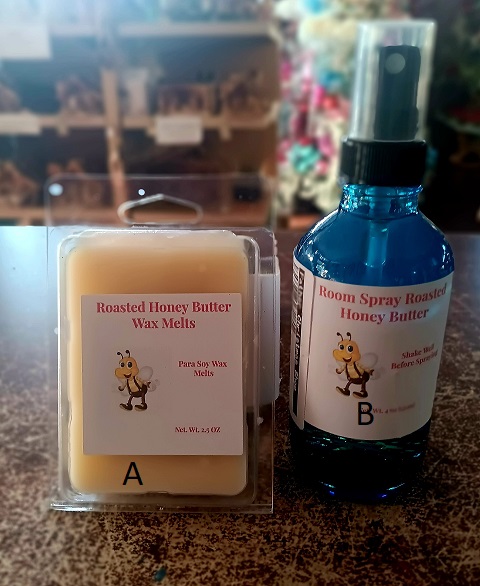 Roasted Honey Butter
Wax Melts
Para Soy Wax
Melts
Net. Wt. 2.5 OZ
A
Room Spray Roasted
Honey Butter
Shake Well
Before Spraying
B